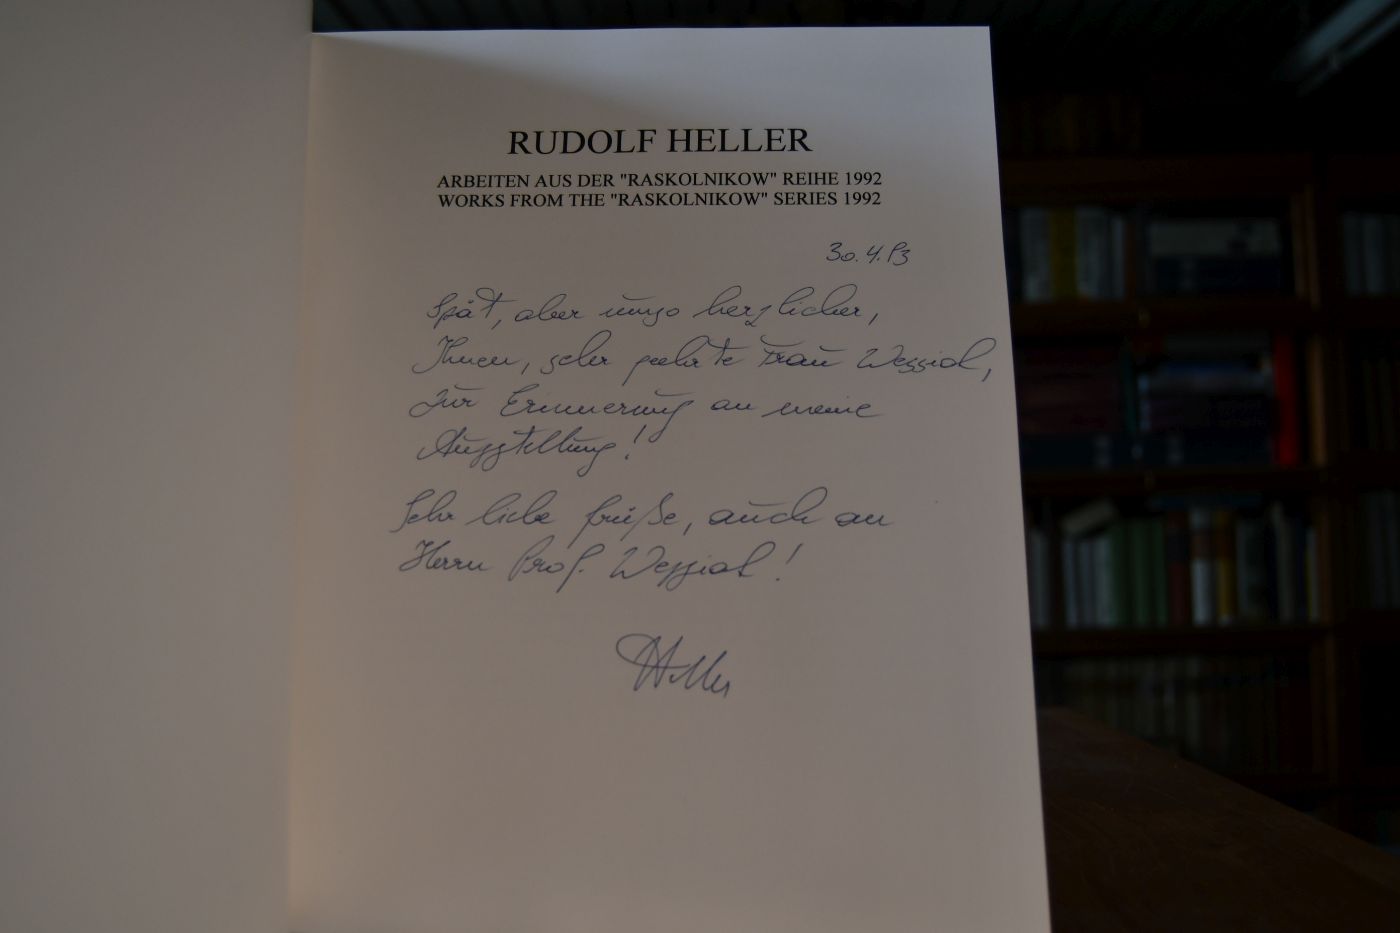 RUDOLF HELLER
ARBEITEN AUS DER "RASKOLNIKOW" REIHE 1992
WORKS FROM THE "RASKOLNIKOW" SERIES 1992
30.4.93
Spät, aber umso herzlicher,
Ihnen, sehr geehrte Frau
zur Erinnerung an meine
Ausstellung!
Sehr liebe Grüße, auch an
Herrn Prof.
Heller